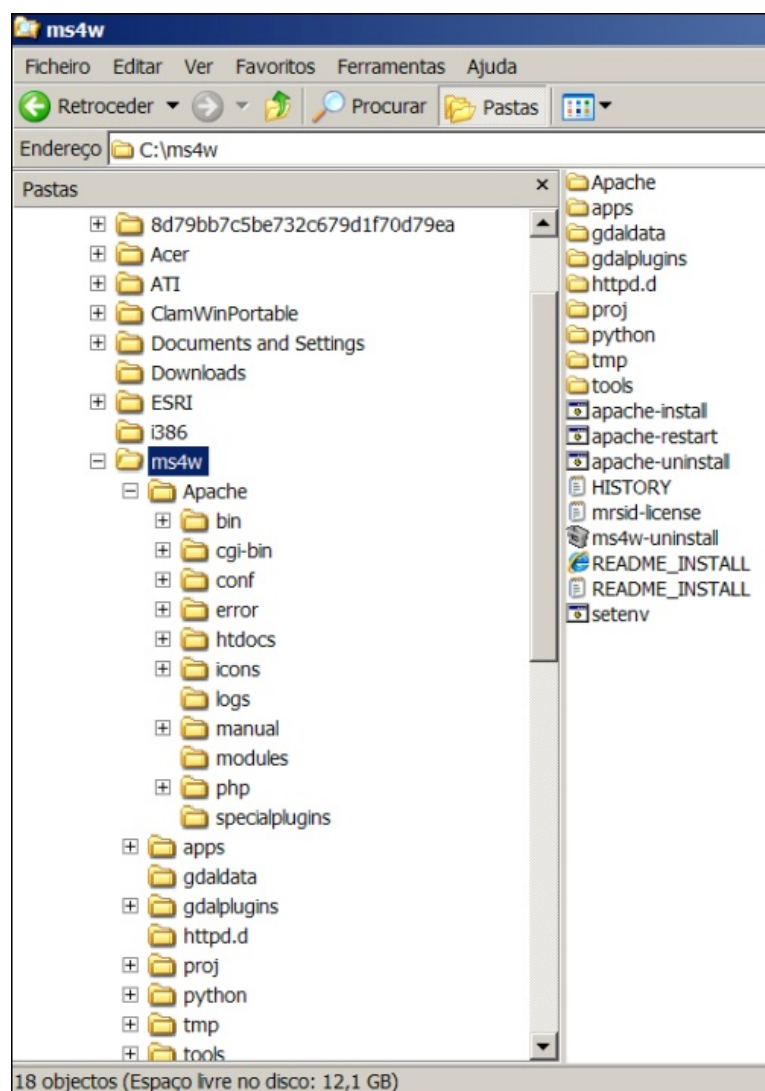 ms4w
Ficheiro Editar Ver Favoritos Ferramentas Ajuda
Retroceder Procurar Pastas
Endereço C:\ms4w
Pastas
8d79bb7c5be732c679d1f70d79ea
Acer
ATI
ClamWinPortable
Documents and Settings
Downloads
ESRI
i386
ms4w
Apache
bin
cgi-bin
conf
error
htdocs
icons
logs
manual
modules
php
specialplugins
apps
gdaldata
gdalplugins
httpd.d
proj
python
tmp
tools
Apache
apps
gdaldata
gdalplugins
httpd.d
proj
python
tmp
tools
apache-install
apache-restart
apache-uninstall
HISTORY
mrsid-license
ms4w-uninstall
README_INSTALL
README_INSTALL
setenv
18 objectos (Espaço livre no disco: 12,1 GB)